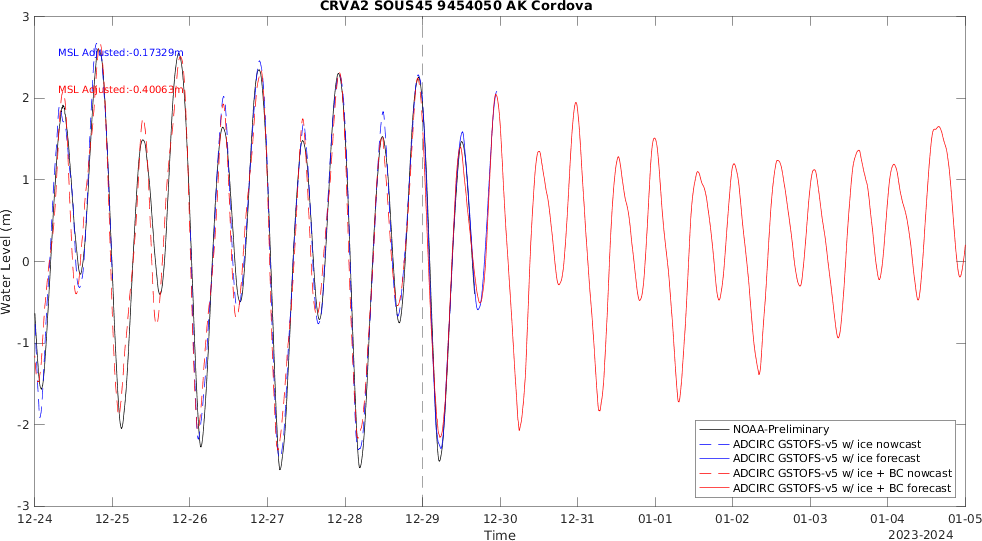 CRVA2 SOUS45 9454050 AK Cordova
MSL Adjusted:-0.17329m
MSL Adjusted:-0.40063m
Water Level (m)
3
2
1
0
-1
-2
-3
NOAA-Preliminary
ADCIRC GSTOFS-v5 w/ ice nowcast
ADCIRC GSTOFS-v5 w/ ice forecast
ADCIRC GSTOFS-v5 w/ ice + BC nowcast
ADCIRC GSTOFS-v5 w/ ice + BC forecast
12-24 12-25 12-26 12-27 12-28 12-29 12-30 12-31 01-01 01-02 01-03 01-04 01-05
Time
2023-2024